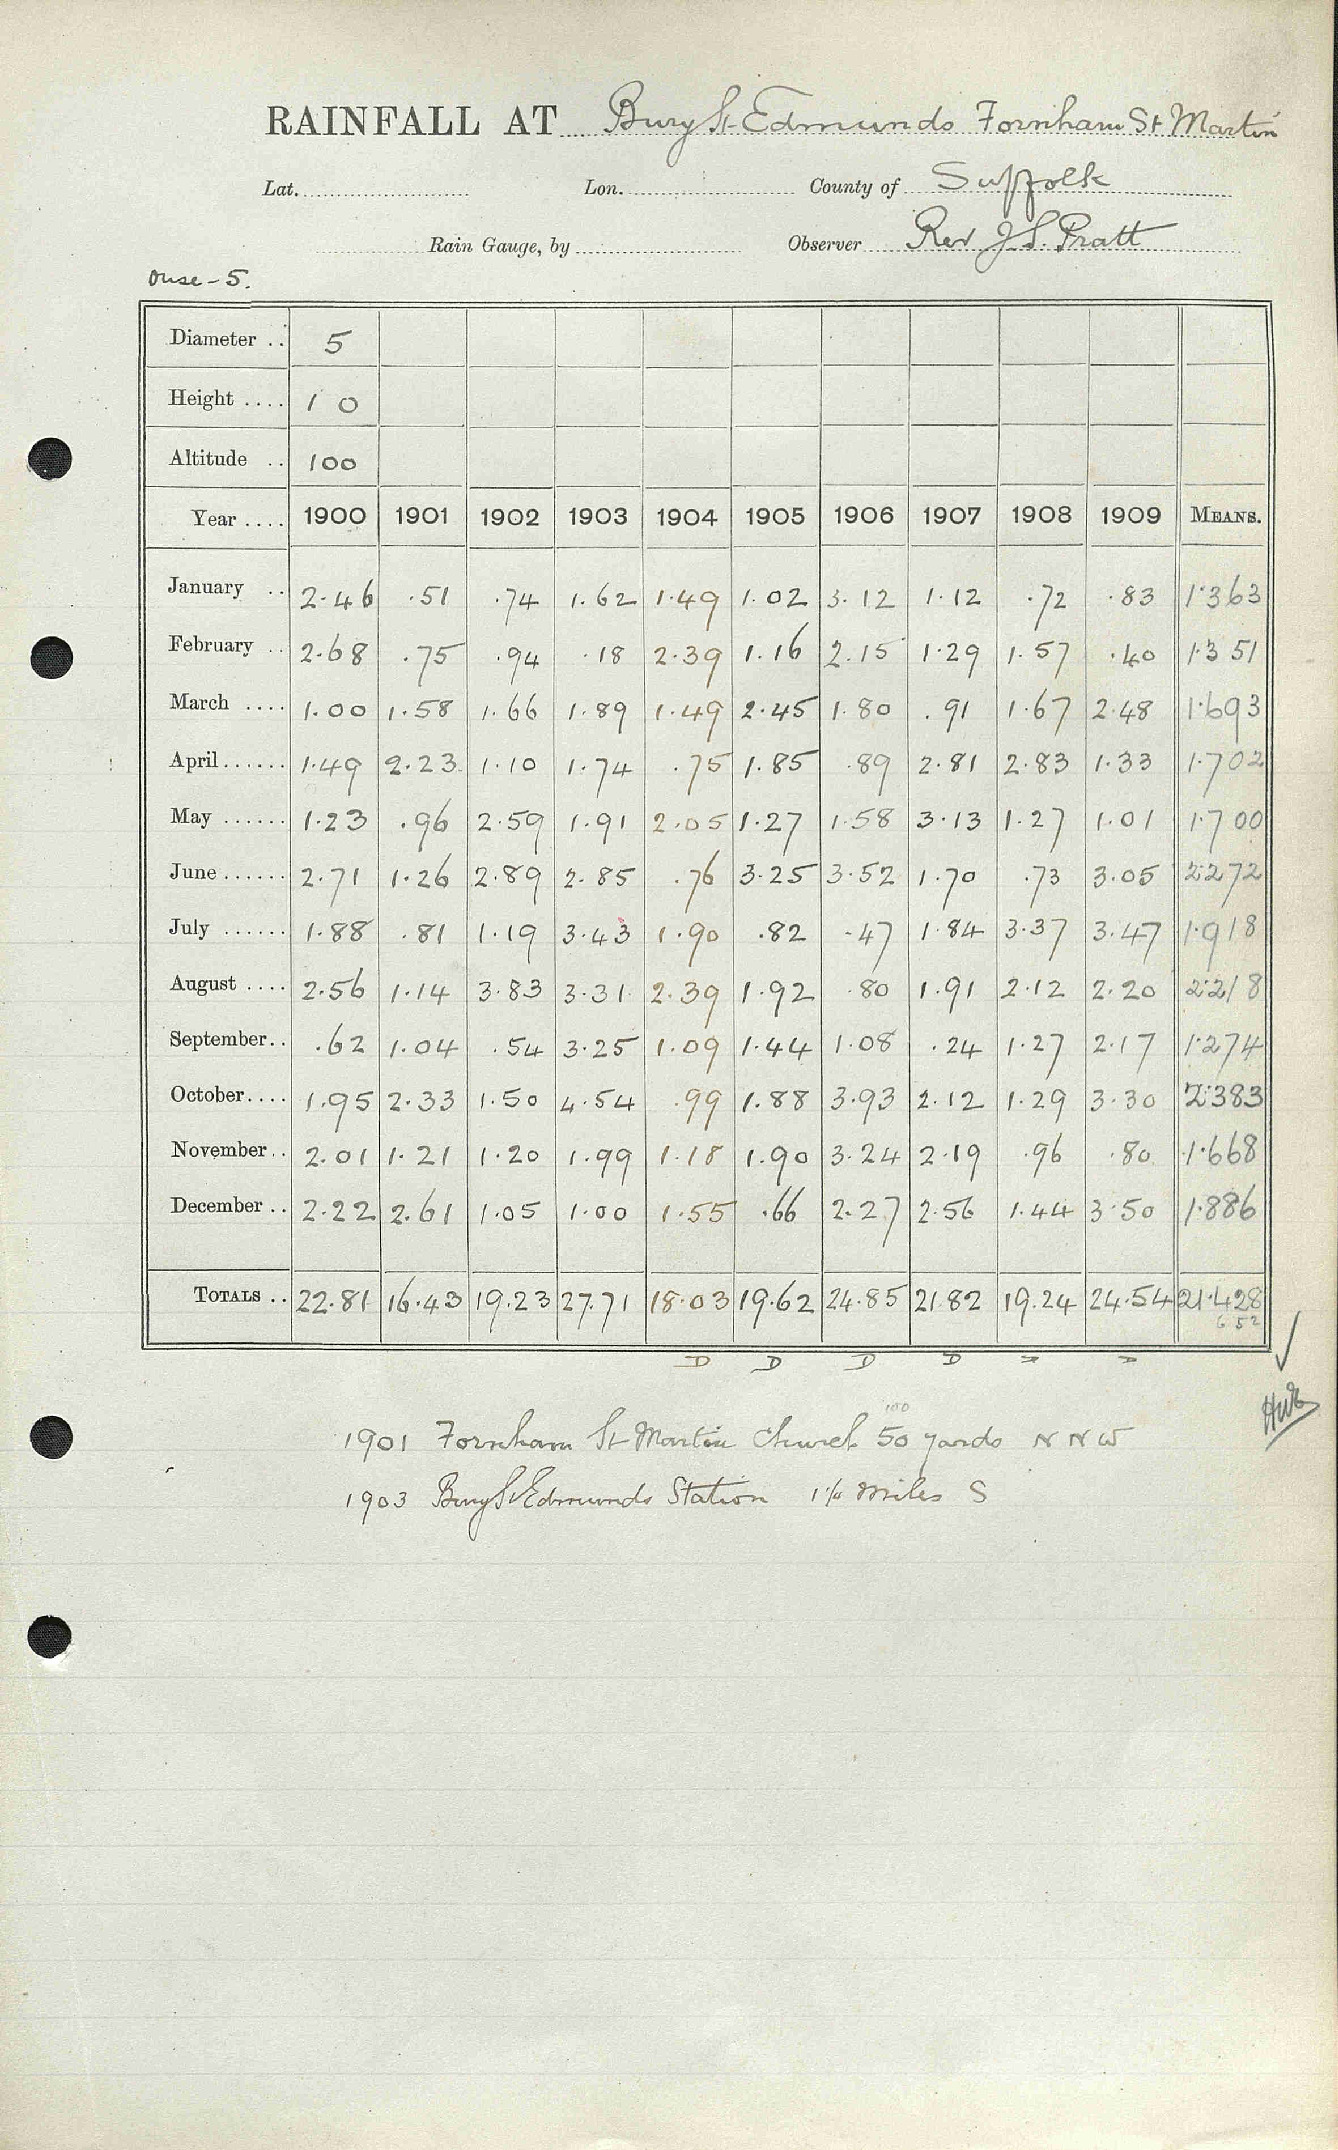 RAINFALL AT Bury St Edmunds Fornham St Martin
Lat. Lon. County of Suffolk
Rain Gauge, by Observer Rev J.S. Pratt
Ouse - 5.
Diameter .. 5
Height .... 1 0
Altitude .. 100
Year .... 1900 1901 1902 1903 1904 1905 1906 1907 1908 1909 MEANS.
January .. 2.46 .51 .74 1.62 1.49 1.02 3.12 1.12 .72 .83 1.363
February .. 2.68 .75 .94 .18 2.39 1.16 2.15 1.29 1.57 .40 1.351
March .... 1.00 1.58 1.66 1.89 1.49 2.45 1.80 .91 1.67 2.48 1.693
April ...... 1.49 2.23 1.10 1.74 .75 1.85 .89 2.81 2.83 1.33 1.702
May ...... 1.23 .96 2.59 1.91 2.05 1.27 1.58 3.13 1.27 1.01 1.700
June ...... 2.71 1.26 2.89 2.85 .76 3.25 3.52 1.70 .73 3.05 2.272
July ...... 1.88 .81 1.19 3.43 1.90 .82 .47 1.84 3.37 3.47 1.918
August .... 2.56 1.14 3.83 3.31 2.39 1.92 .80 1.91 2.12 2.20 2.218
September .. .62 1.04 .54 3.25 1.09 1.44 1.08 .24 1.27 2.17 1.274
October .... 1.95 2.33 1.50 4.54 .99 1.88 3.93 2.12 1.29 3.30 2.383
November .. 2.01 1.21 1.20 1.99 1.18 1.90 3.24 2.19 .96 .80 1.668
December .. 2.22 2.61 1.05 1.00 1.55 .66 2.27 2.56 1.44 3.50 1.886
TOTALS .. 22.81 16.43 19.23 27.71 18.03 19.62 24.85 21.82 19.24 24.54 21.428
6 52
D D D D
100
1901 Fornham St Martin Church 50 yards N N W
1903 Bury St Edmunds Station 1½ miles S